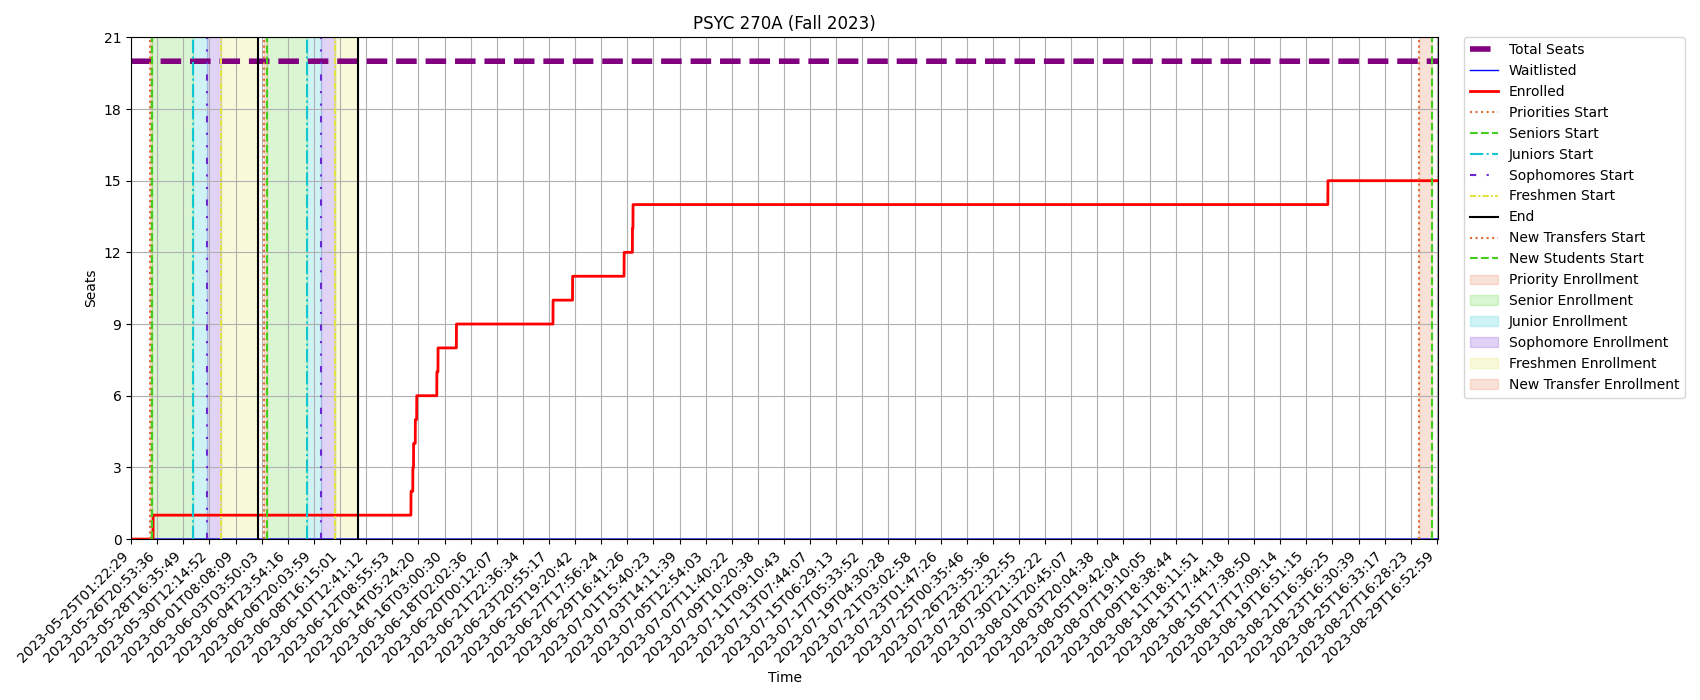 PSYC 270A (Fall 2023)
21
18
15
12
9
6
3
0
Seats
2023-05-25T01:22:29
2023-05-26T20:53:36
2023-05-28T16:35:49
2023-05-30T12:14:52
2023-06-01T08:08:09
2023-06-03T03:50:03
2023-06-04T23:54:16
2023-06-06T20:03:59
2023-06-08T16:15:01
2023-06-10T12:41:12
2023-06-12T08:55:53
2023-06-14T05:24:20
2023-06-16T03:00:30
2023-06-18T02:02:36
2023-06-20T00:12:07
2023-06-21T22:36:34
2023-06-23T20:55:17
2023-06-25T19:20:42
2023-06-27T17:56:24
2023-06-29T16:41:26
2023-07-01T15:40:23
2023-07-03T14:11:39
2023-07-05T12:54:03
2023-07-07T11:40:22
2023-07-09T10:20:38
2023-07-11T09:10:43
2023-07-13T07:44:07
2023-07-15T06:29:13
2023-07-17T05:33:52
2023-07-19T04:30:28
2023-07-21T03:02:58
2023-07-23T01:47:26
2023-07-25T00:35:46
2023-07-26T23:35:36
2023-07-28T22:32:55
2023-07-30T21:32:22
2023-08-01T20:45:07
2023-08-03T20:04:38
2023-08-05T19:42:04
2023-08-07T19:10:05
2023-08-09T18:38:44
2023-08-11T18:11:51
2023-08-13T17:44:18
2023-08-15T17:38:50
2023-08-17T17:09:14
2023-08-19T16:51:15
2023-08-21T16:36:25
2023-08-23T16:30:39
2023-08-25T16:33:17
2023-08-27T16:28:23
2023-08-29T16:52:59
Time
Total Seats
Waitlisted
Enrolled
Priorities Start
Seniors Start
Juniors Start
Sophomores Start
Freshmen Start
End
New Transfers Start
New Students Start
Priority Enrollment
Senior Enrollment
Junior Enrollment
Sophomore Enrollment
Freshmen Enrollment
New Transfer Enrollment